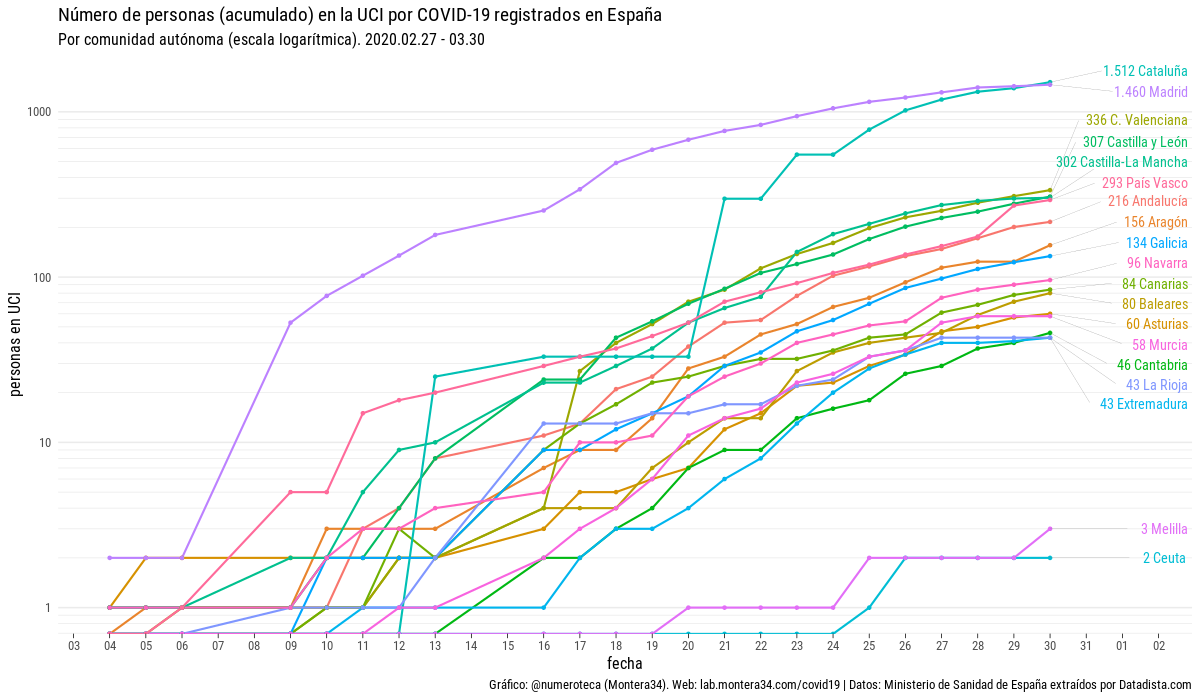 Número de personas (acumulado) en la UCI por COVID-19 registrados en España
Por comunidad autónoma (escala logarítmica). 2020.02.27 - 03.30
1.512 Cataluña
1.460 Madrid
1000
336 C. Valenciana
307 Castilla y León
302 Castilla-La Mancha
293 País Vasco
216 Andalucía
156 Aragón
134 Galicia
96 Navarra
100
84 Canarias
80 Baleares
60 Asturias
58 Murcia
46 Cantabria
43 La Rioja
43 Extremadura
personas en UCI
10
3 Melilla
2 Ceuta
1
03 04 05 06 07 08 09 10 11 12 13 14 15 16 17 18 19 20 21 22 23 24 25 26 27 28 29 30 31 01 02
fecha
Gráfico: @numeroteca (Montera34). Web: lab.montera34.com/covid19 | Datos: Ministerio de Sanidad de España extraídos por Datadista.com